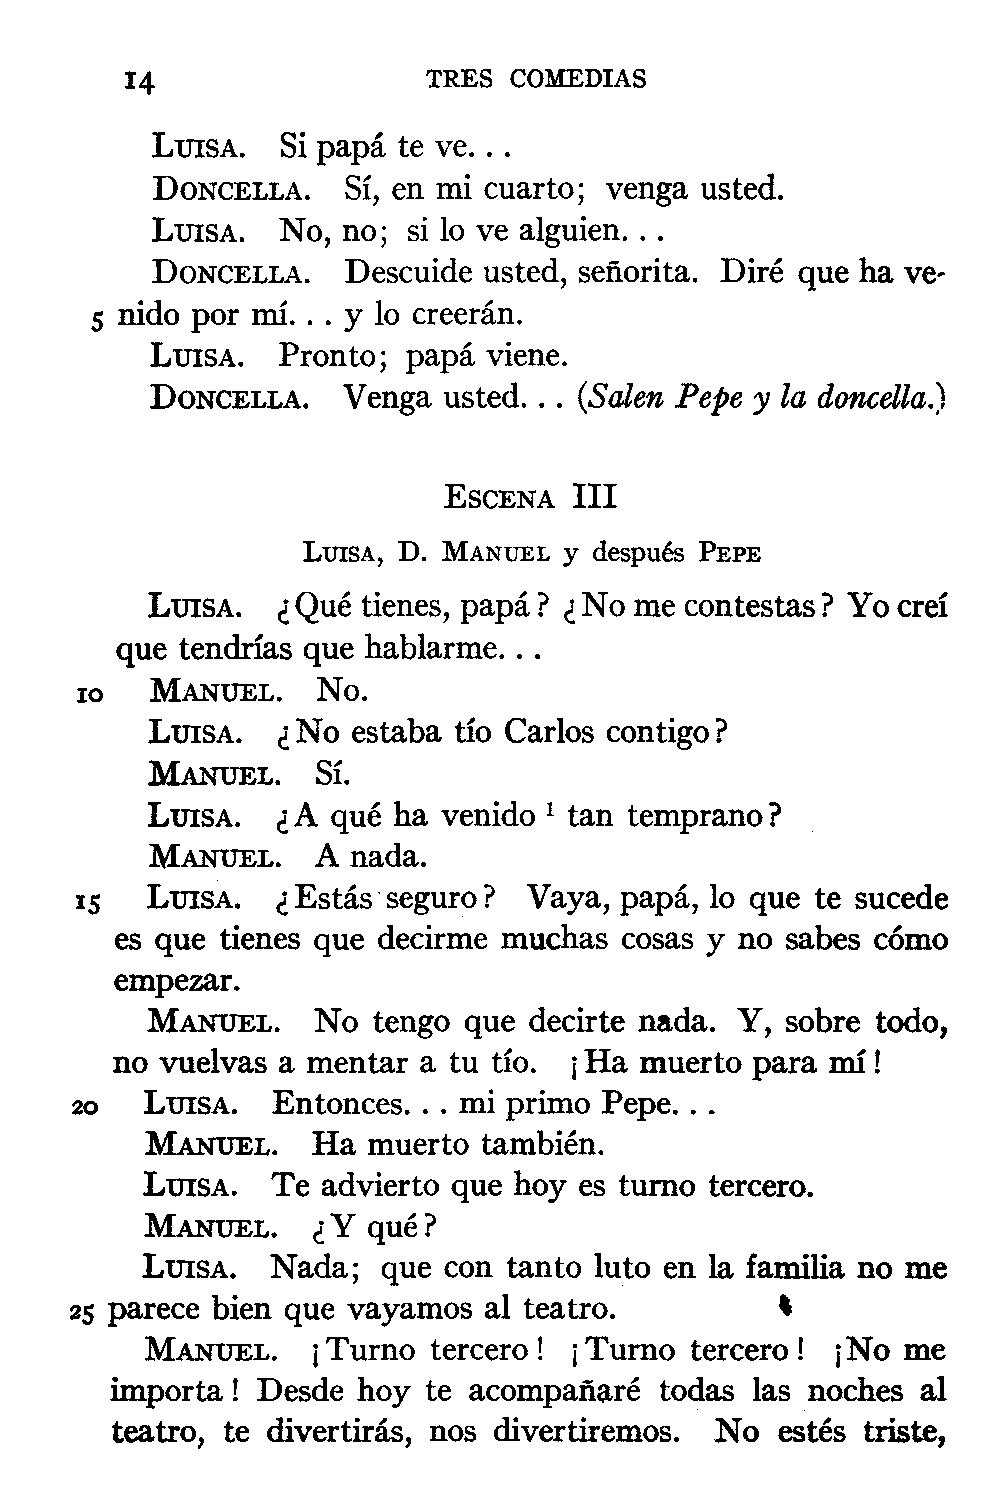 14 TRES COMEDIAS
Luisa. Si papá te ve. . .
Doncella. Sí, en mi cuarto; venga usted.
Luisa. No, no; si lo ve alguien. . .
Doncella. Descuide usted, señorita. Diré que ha ve-
5 nido por mí. . . y lo creerán.
Luisa. Pronto; papá viene.
Doncella. Venga usted. . . (Salen Pepe y la doncella.)
Escena III
Luisa, D. Manuel y después Pepe
Luisa. ¿Qué tienes, papá? ¿No me contestas? Yo creí
que tendrías que hablarme. . .
10 Manuel. No.
Luisa. ¿No estaba tío Carlos contigo?
Manuel. Sí.
Luisa. ¿A qué ha venido ¹ tan temprano?
Manuel. A nada.
15 Luisa. ¿Estás seguro? Vaya, papá, lo que te sucede
es que tienes que decirme muchas cosas y no sabes cómo
empezar.
Manuel. No tengo que decirte nada. Y, sobre todo,
no vuelvas a mentar a tu tío. ¡Ha muerto para mí!
20 Luisa. Entonces. . . mi primo Pepe. . .
Manuel. Ha muerto también.
Luisa. Te advierto que hoy es turno tercero.
Manuel. ¿Y qué?
Luisa. Nada; que con tanto luto en la familia no me
25 parece bien que vayamos al teatro.
Manuel. ¡Turno tercero! ¡Turno tercero! ¡No me
importa! Desde hoy te acompañaré todas las noches al
teatro, te divertirás, nos divertiremos. No estés triste,